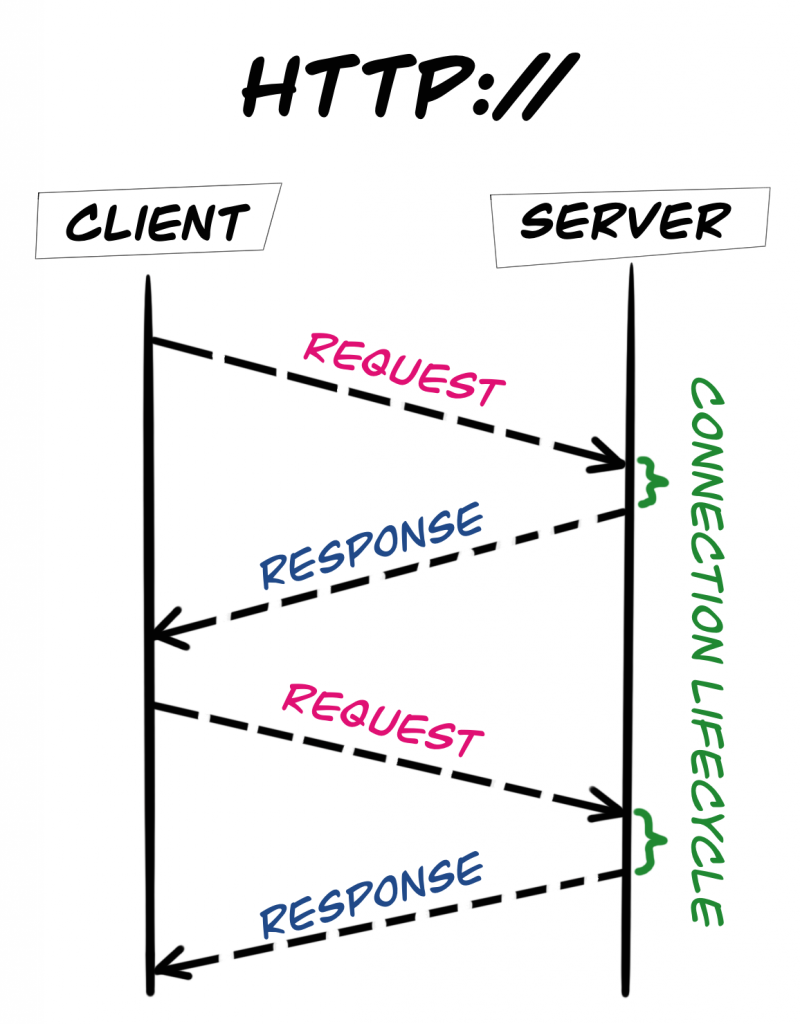 HTTP://
CLIENT
SERVER
REQUEST
RESPONSE
REQUEST
RESPONSE
CONNECTION LIFECYCLE